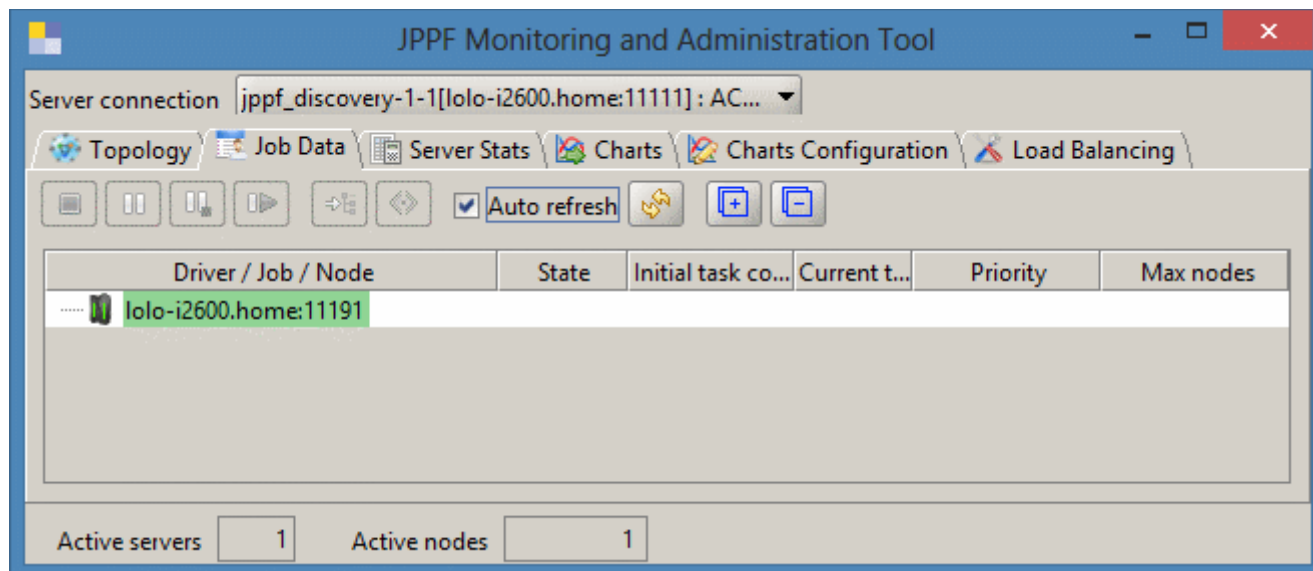 JPPF Monitoring and Administration Tool
Server connection jppf_discovery-1-1[lolo-i2600.home:11111] : AC...
Topology Job Data Server Stats Charts Charts Configuration Load Balancing
Auto refresh
Driver / Job / Node State Initial task co... Current t... Priority Max nodes
lolo-i2600.home:11191
Active servers 1 Active nodes 1